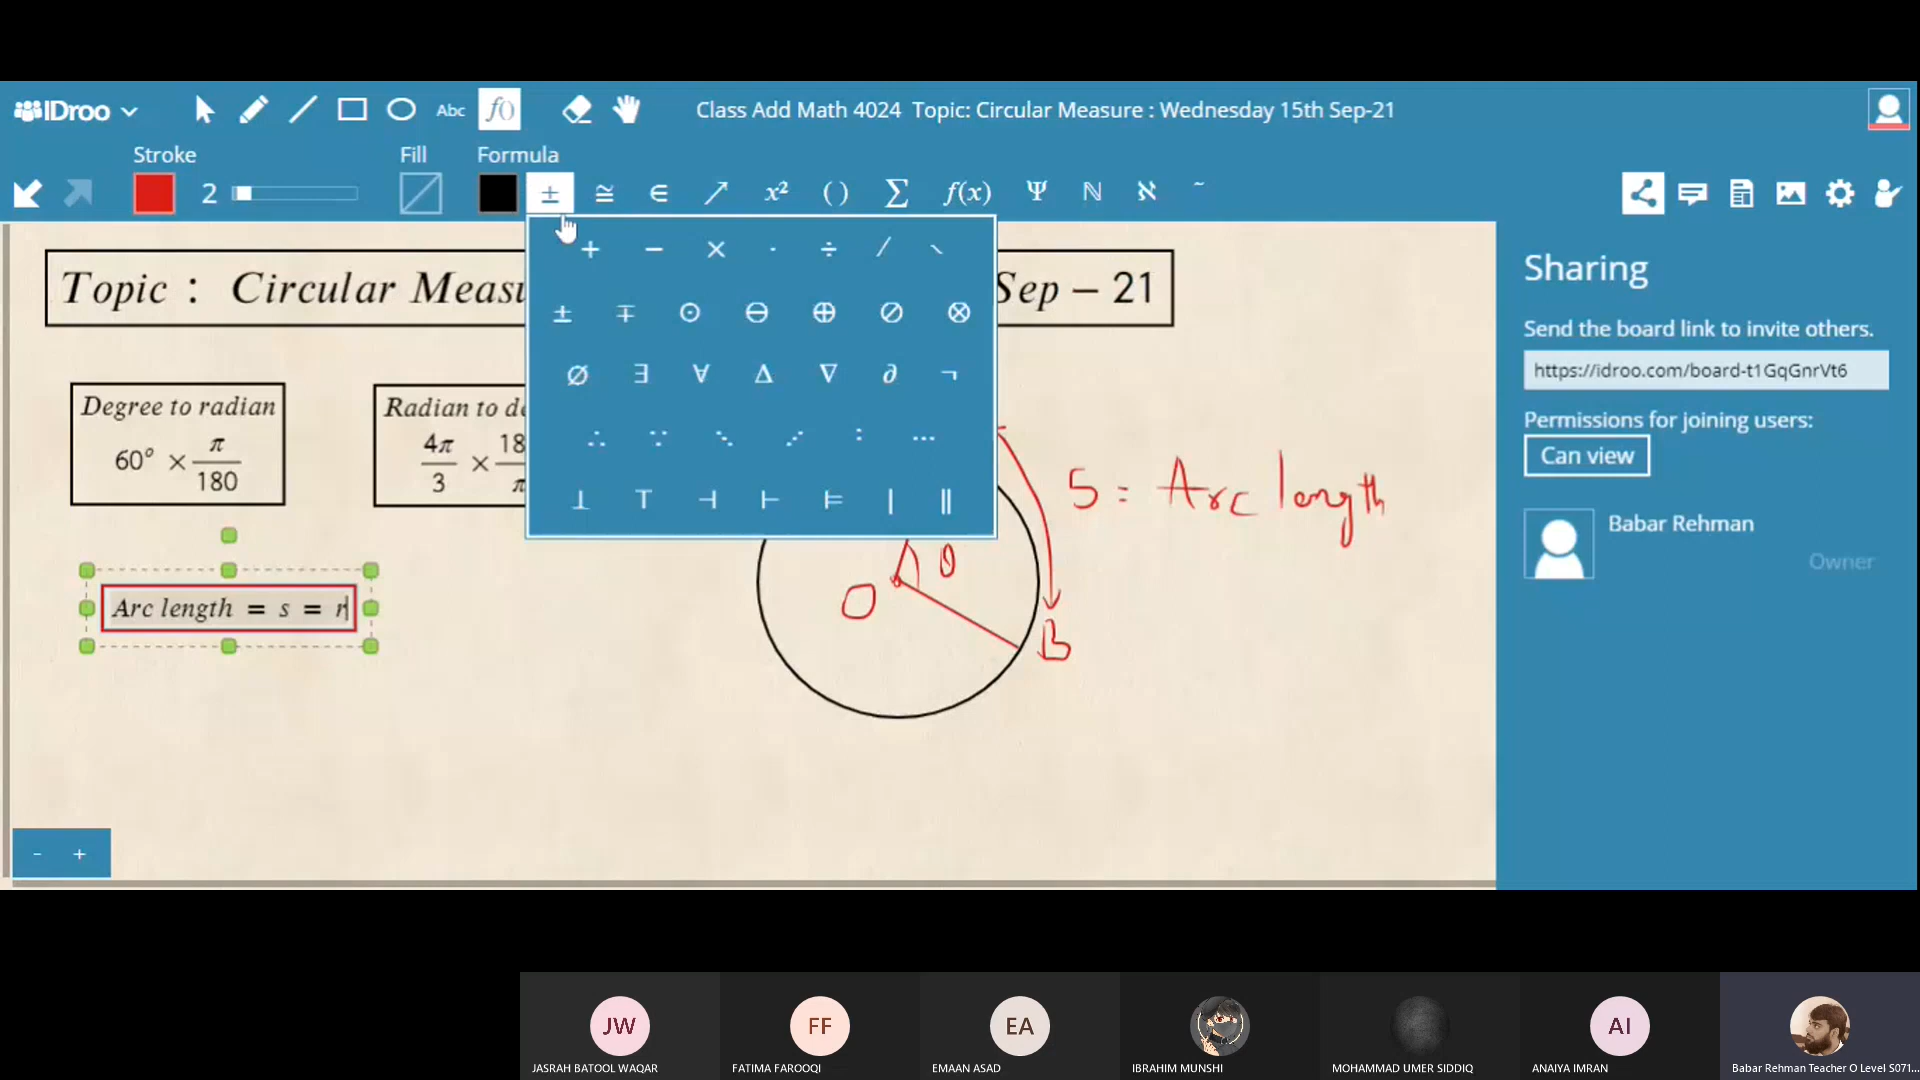 IDroo
Abc
f()
Class Add Math 4024 Topic: Circular Measure : Wednesday 15th Sep-21
Stroke
Fill
Formula
2
± ≅ ∈ x² ( ) ∑ f(x) Ψ ℕ ℵ ~
+ − × · ÷ / ∖
± ∓ ⊙ ⊖ ⊕ ⊘ ⊗
∅ ∃ ∀ Δ ∇ ∂ ¬
∴ ∵ ⋱ ⋰ : …
⊥ ⊤ ⊣ ⊢ ⊨ | ‖
Topic : Circular Measu
Sep − 21
Degree to radian
60° × π/180
Radian to de
4π/3 × 18
π
Arc length = s = r
S = Arc length
θ
O
B
Sharing
Send the board link to invite others.
https://idroo.com/board-t1GqGnrVt6
Permissions for joining users:
Can view
Babar Rehman
Owner
- +
JW
FF
EA
AI
JASRAH BATOOL WAQAR
FATIMA FAROOQI
EMAAN ASAD
IBRAHIM MUNSHI
MOHAMMAD UMER SIDDIQ
ANAIYA IMRAN
Babar Rehman Teacher O Level S071...